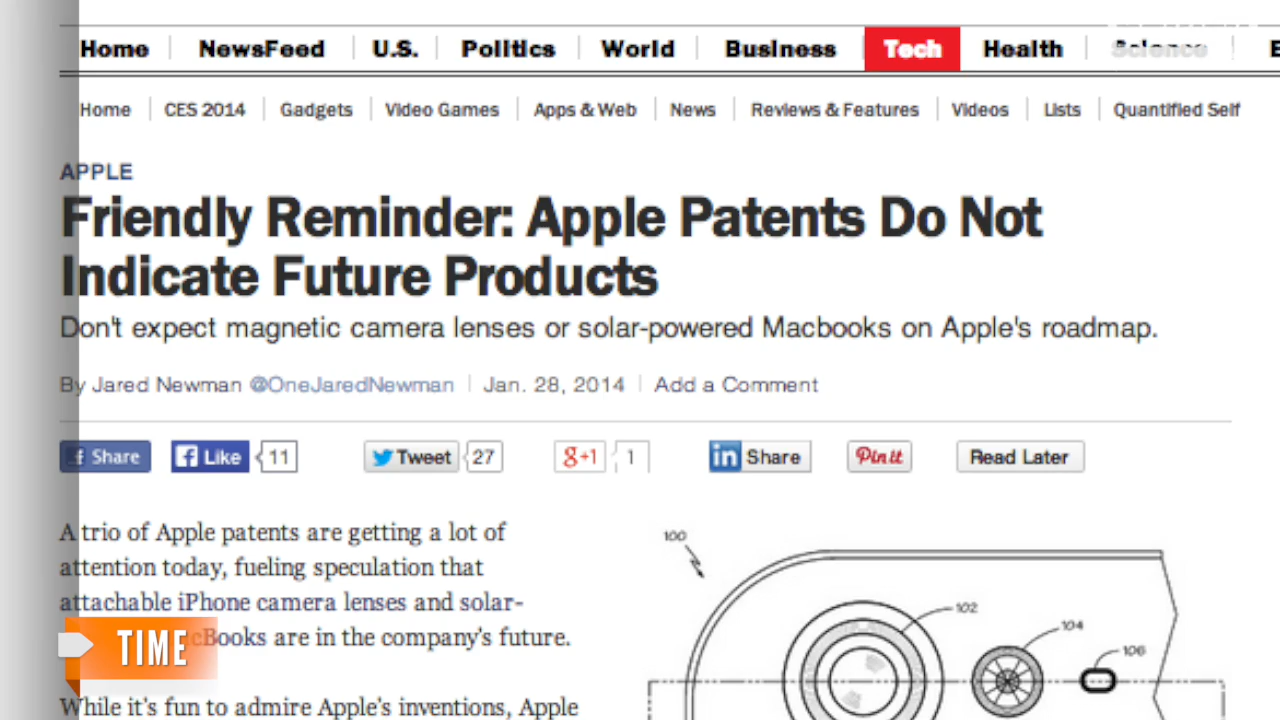 Home NewsFeed U.S. Politics World Business Tech Health Science
Home CES 2014 Gadgets Video Games Apps & Web News Reviews & Features Videos Lists Quantified Self
APPLE
Friendly Reminder: Apple Patents Do Not
Indicate Future Products
Don't expect magnetic camera lenses or solar-powered Macbooks on Apple's roadmap.
By Jared Newman @OneJaredNewman Jan. 28, 2014 Add a Comment
f Share f Like 11 Tweet 27 g+1 1 in Share Pin it Read Later
A trio of Apple patents are getting a lot of
attention today, fueling speculation that
attachable iPhone camera lenses and solar-
cBooks are in the company's future.
While it's fun to admire Apple's inventions, Apple
TIME
100
102
104
106